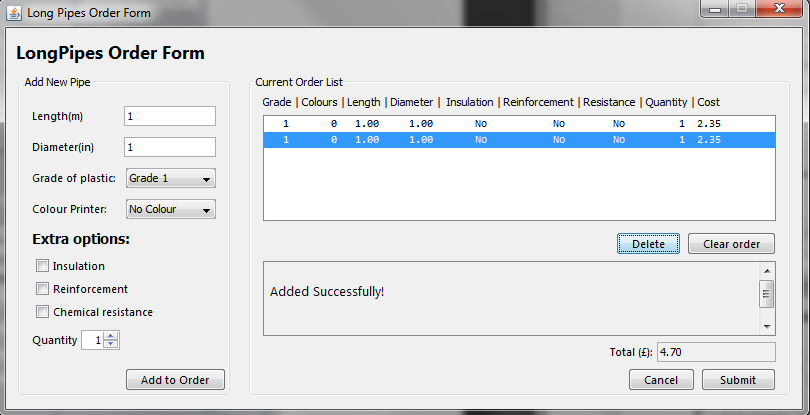 Long Pipes Order Form
LongPipes Order Form
Add New Pipe
Length(m) 1
Diameter(in) 1
Grade of plastic: Grade 1
Colour Printer: No Colour
Extra options:
Insulation
Reinforcement
Chemical resistance
Quantity 1
Add to Order
Current Order List
Grade | Colours | Length | Diameter | Insulation | Reinforcement | Resistance | Quantity | Cost
1 0 1.00 1.00 No No No 1 2.35
1 0 1.00 1.00 No No No 1 2.35
Delete Clear order
Added Successfully!
Total (£): 4.70
Cancel Submit